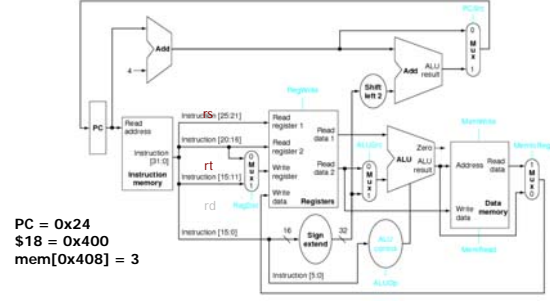 PCSrc
Add
4
Add
ALU
result
0
Mux
1
Shift
left 2
RegWrite
PC
Read
address
Instruction
[31:0]
Instruction
memory
Instruction [25:21]
rs
Instruction [20:16]
rt
Instruction [15:11]
rd
0
Mux
1
RegDst
Read
register 1
Read
register 2
Write
register
Write
data
Read
data 1
Read
data 2
Registers
ALUSrc
0
Mux
1
ALU
Zero
ALU
result
MemWrite
Address
Read
data
Write
data
Data
memory
MemRead
MemtoReg
1
Mux
0
Instruction [15:0]
16
Sign
extend
32
ALU
control
ALUOp
Instruction [5:0]
PC = 0x24
$18 = 0x400
mem[0x408] = 3